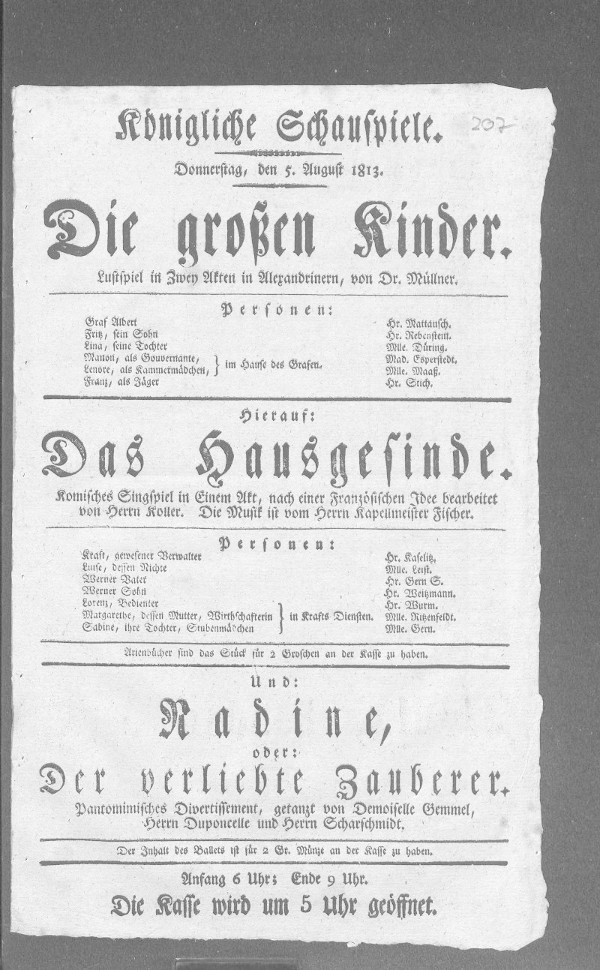 Königliche Schauspiele.
207
Donnerstag, den 5. August 1813.
Die großen Kinder.
Lustspiel in Zwey Akten in Alexandrinern, von Dr. Müllner.
Personen:
Graf Albert Hr. Mattausch.
Fritz, sein Sohn Hr. Rebenstein.
Lina, seine Tochter Mlle. Düring.
Manon, als Gouvernante, Mad. Esperstedt.
Lenore, als Kammermädchen, } im Hause des Grafen. Mlle. Maaß.
Franz, als Jäger Hr. Stich.
Hierauf:
Das Hausgesinde.
Komisches Singspiel in Einem Akt, nach einer Französischen Idee bearbeitet
von Herrn Koller. Die Musik ist vom Herrn Kapellmeister Fischer.
Personen:
Kraft, gewesener Verwalter Hr. Kaselitz.
Luise, dessen Nichte Mlle. Leist.
Werner Vater Hr. Gern S.
Werner Sohn Hr. Weitzmann.
Lorenz, Bedienter Hr. Wurm.
Margarethe, dessen Mutter, Wirthschafterin } in Krafts Diensten. Mlle. Ritzenfeldt.
Sabine, ihre Tochter, Stubenmädchen Mlle. Gern.
Arienbücher sind das Stück für 2 Groschen an der Kasse zu haben.
Und:
Nadine,
oder:
Der verliebte Zauberer.
Pantomimisches Divertissement, getanzt von Demoiselle Gemmel,
Herrn Duponcelle und Herrn Scharschmidt.
Der Inhalt des Ballets ist für 2 Gr. Münze an der Kasse zu haben.
Anfang 6 Uhr; Ende 9 Uhr.
Die Kasse wird um 5 Uhr geöffnet.